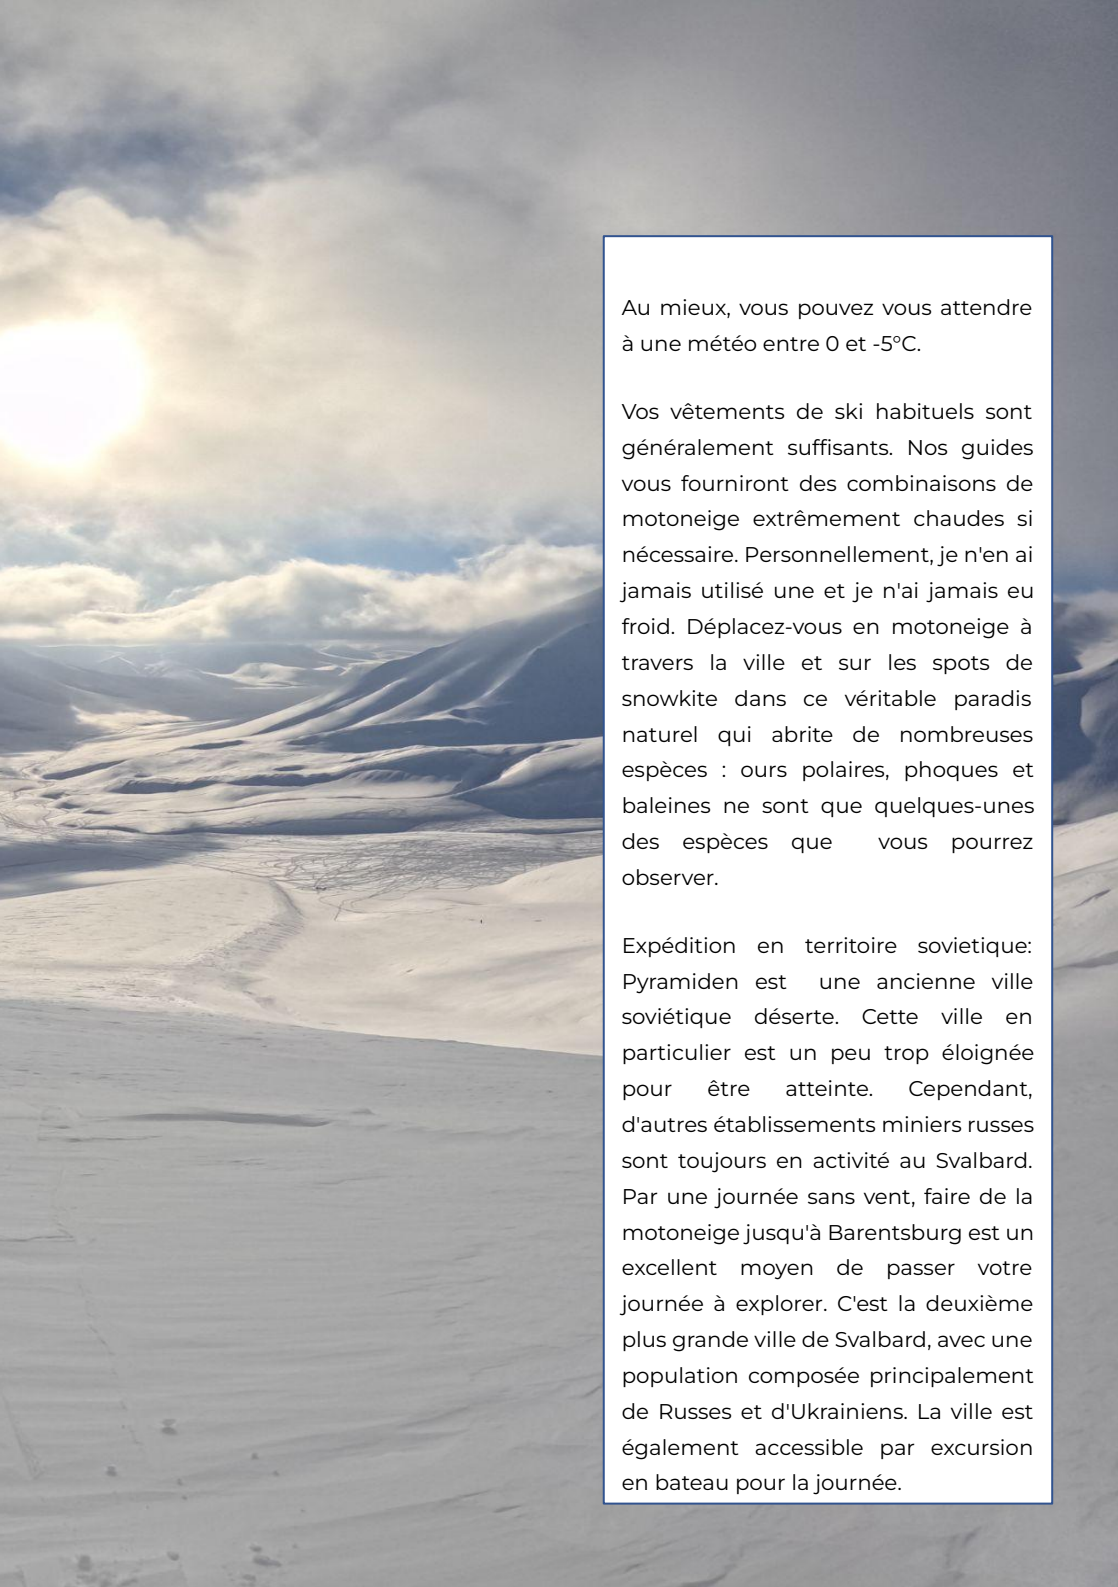 Au mieux, vous pouvez vous attendre
à une météo entre 0 et -5°C.
Vos vêtements de ski habituels sont
généralement suffisants. Nos guides
vous fourniront des combinaisons de
motoneige extrêmement chaudes si
nécessaire. Personnellement, je n'en ai
jamais utilisé une et je n'ai jamais eu
froid. Déplacez-vous en motoneige à
travers la ville et sur les spots de
snowkite dans ce véritable paradis
naturel qui abrite de nombreuses
espèces : ours polaires, phoques et
baleines ne sont que quelques-unes
des espèces que vous pourrez
observer.
Expédition en territoire sovietique:
Pyramiden est une ancienne ville
soviétique déserte. Cette ville en
particulier est un peu trop éloignée
pour être atteinte. Cependant,
d'autres établissements miniers russes
sont toujours en activité au Svalbard.
Par une journée sans vent, faire de la
motoneige jusqu'à Barentsburg est un
excellent moyen de passer votre
journée à explorer. C'est la deuxième
plus grande ville de Svalbard, avec une
population composée principalement
de Russes et d'Ukrainiens. La ville est
également accessible par excursion
en bateau pour la journée.